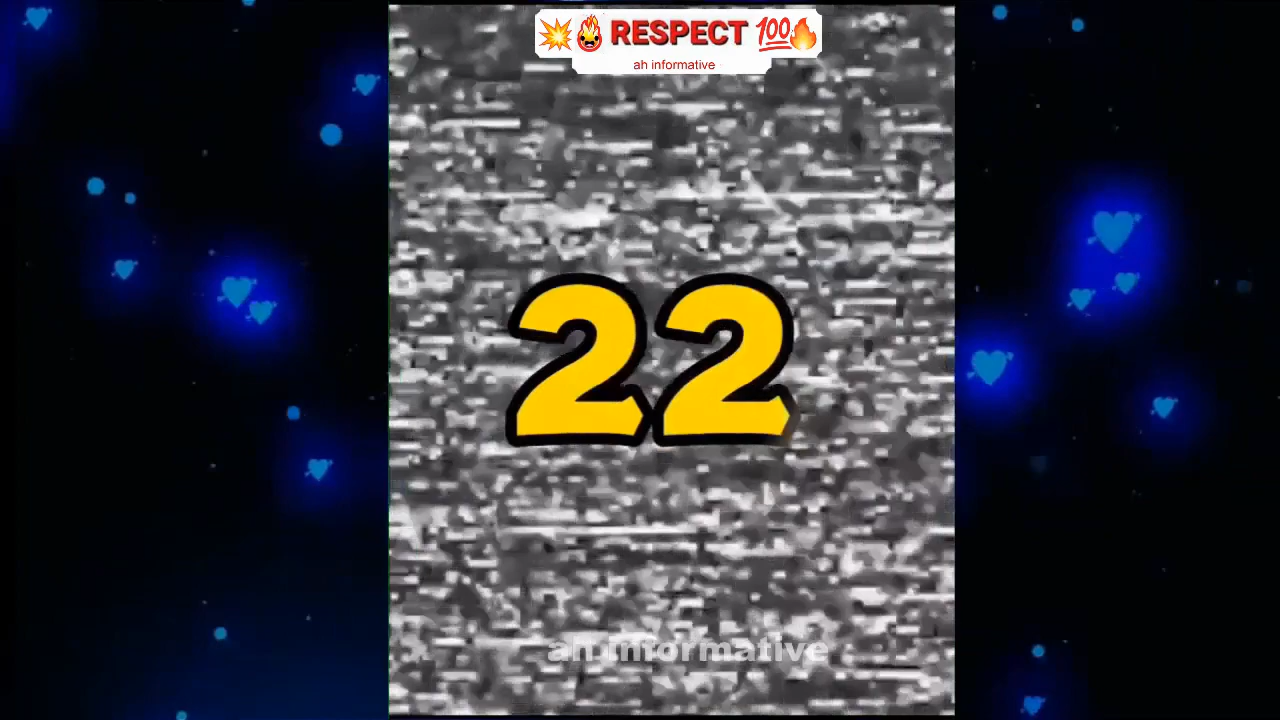 💥🔥 RESPECT 💯🔥
ah informative
22
ah informative